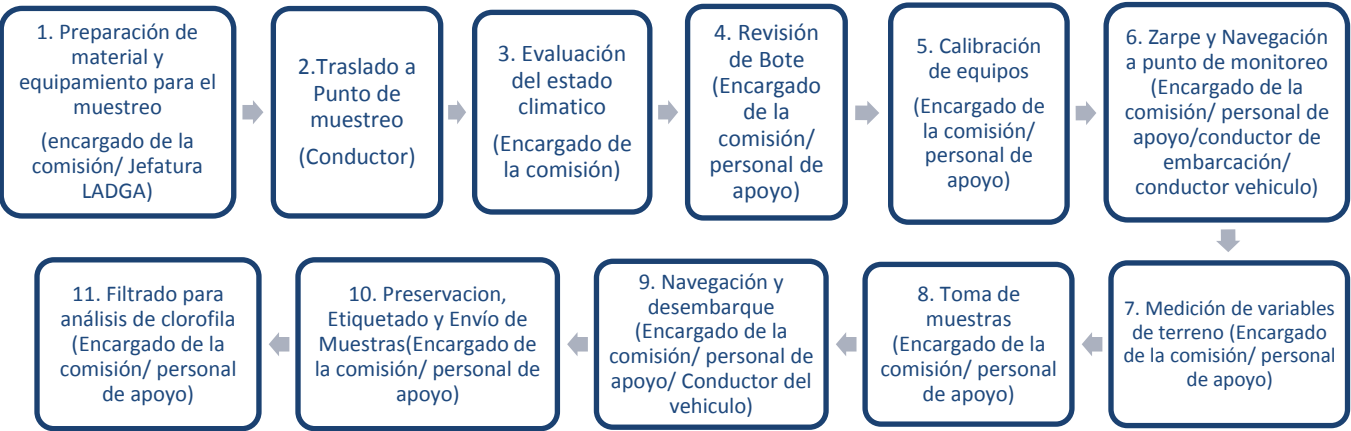 1. Preparación de
material y
equipamiento para el
muestreo
(encargado de la
comisión/ Jefatura
LADGA)
2.Traslado a
Punto de
muestreo
(Conductor)
3. Evaluación
del estado
climatico
(Encargado de
la comisión)
4. Revisión
de Bote
(Encargado
de la
comisión/
personal de
apoyo)
5. Calibración
de equipos
(Encargado de
la comisión/
personal de
apoyo)
6. Zarpe y Navegación
a punto de monitoreo
(Encargado de la
comisión/ personal de
apoyo/conductor de
embarcación/
conductor vehiculo)
7. Medición de variables
de terreno (Encargado
de la comisión/ personal
de apoyo)
8. Toma de
muestras
(Encargado de la
comisión/ personal
de apoyo)
9. Navegación y
desembarque
(Encargado de la
comisión/ personal de
apoyo/ Conductor del
vehiculo)
10. Preservacion,
Etiquetado y Envío de
Muestras(Encargado de
la comisión/ personal de
apoyo)
11. Filtrado para
análisis de clorofila
(Encargado de la
comisión/ personal
de apoyo)